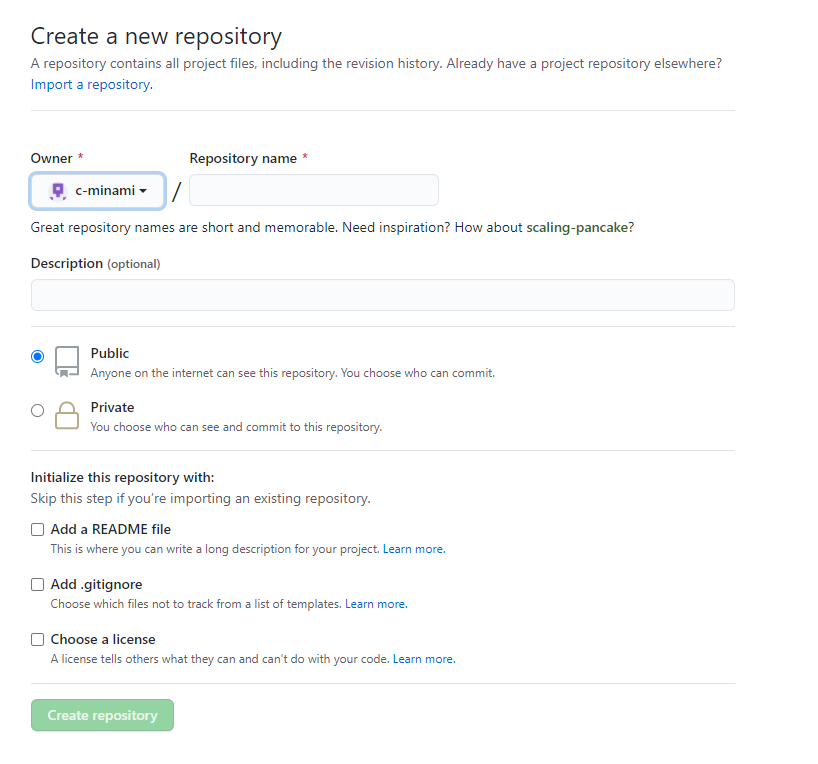 Create a new repository
A repository contains all project files, including the revision history. Already have a project repository elsewhere?
Import a repository.
Owner * Repository name *
c-minami /
Great repository names are short and memorable. Need inspiration? How about scaling-pancake?
Description (optional)
Public
Anyone on the internet can see this repository. You choose who can commit.
Private
You choose who can see and commit to this repository.
Initialize this repository with:
Skip this step if you're importing an existing repository.
Add a README file
This is where you can write a long description for your project. Learn more.
Add .gitignore
Choose which files not to track from a list of templates. Learn more.
Choose a license
A license tells others what they can and can't do with your code. Learn more.
Create repository